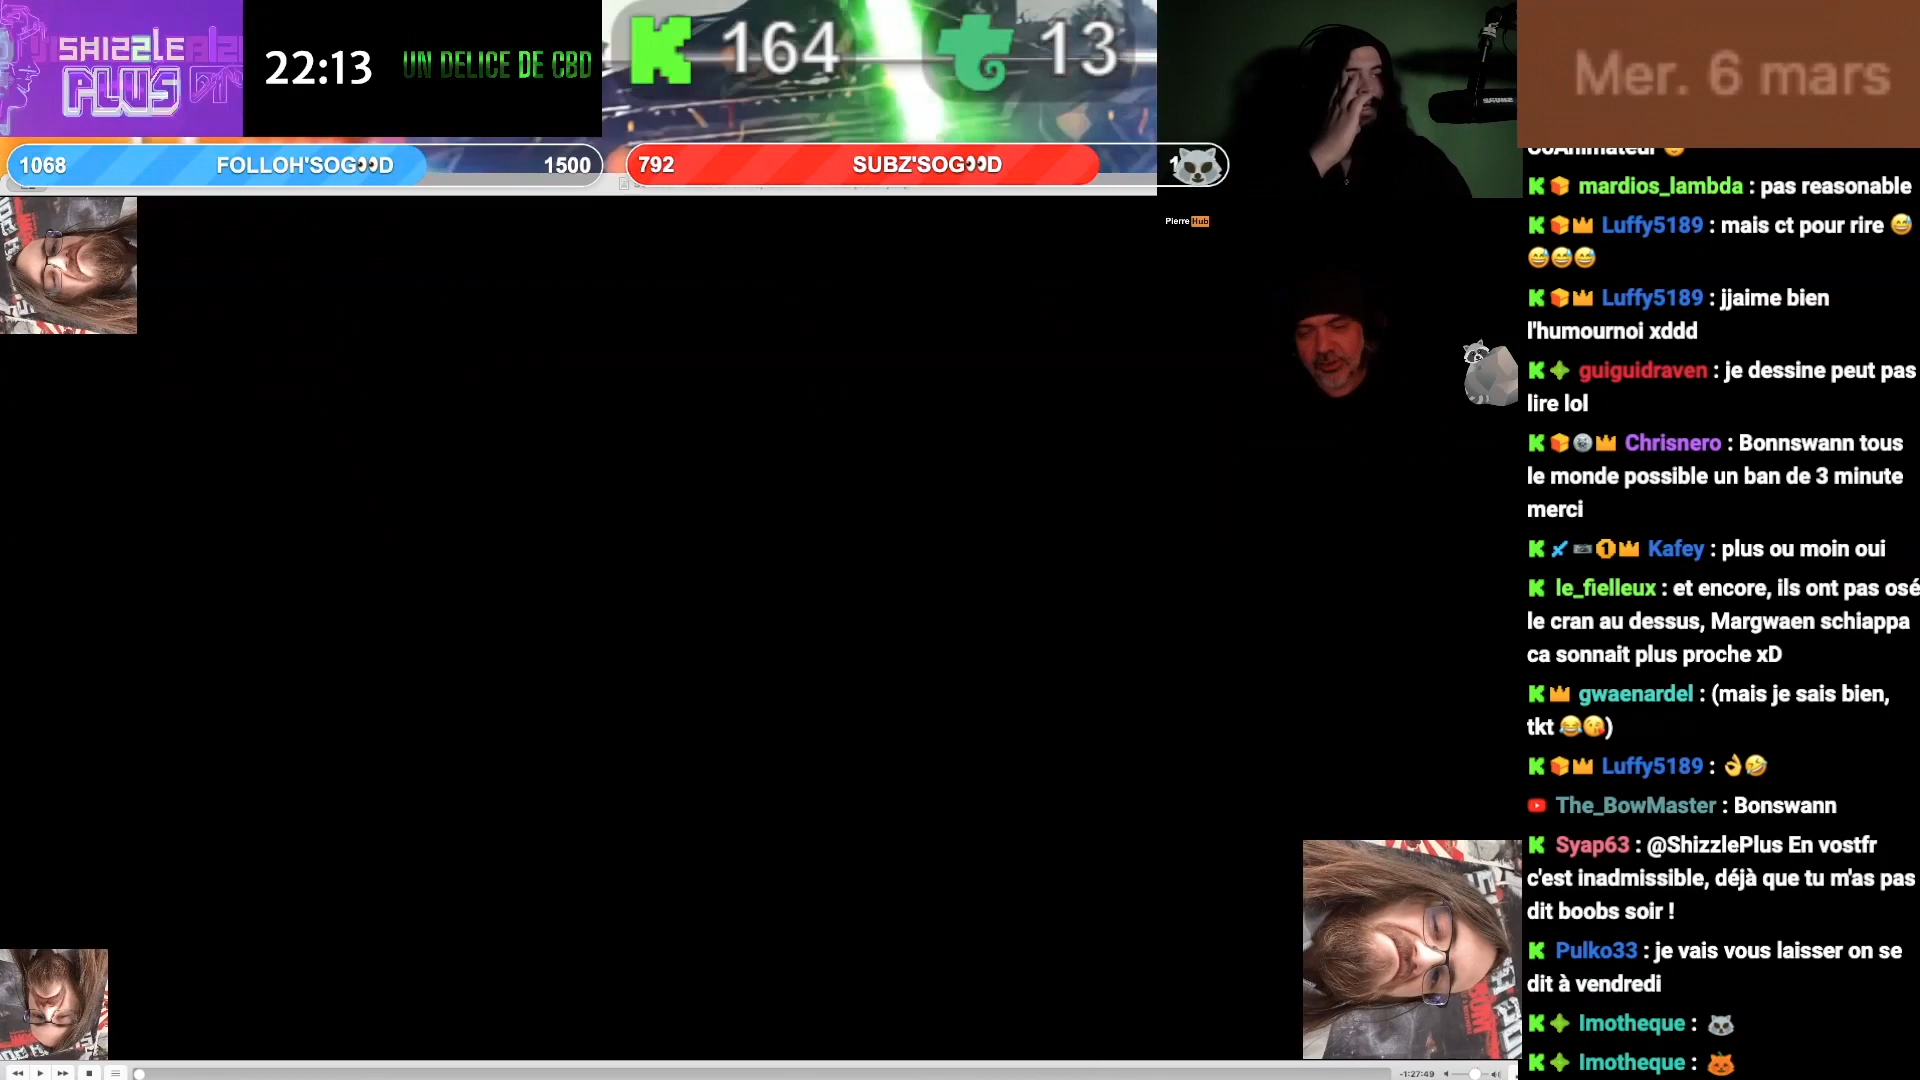 SHIZZLE
PLUS
22:13
UN DELICE DE CBD
164
13
Mer. 6 mars
1068
FOLLOH'SOG👀D
1500
792
SUBZ'SOG👀D
Pierre Hub
CoAnimateur
mardios_lambda : pas reasonable
Luffy5189 : mais ct pour rire 😅
😅😅😅
Luffy5189 : jjaime bien
l'humournoi xddd
guiguidraven : je dessine peut pas
lire lol
Chrisnero : Bonnswann tous
le monde possible un ban de 3 minute
merci
Kafey : plus ou moin oui
le_fielleux : et encore, ils ont pas osé
le cran au dessus, Margwaen schiappa
ca sonnait plus proche xD
gwaenardel : (mais je sais bien,
tkt 😂😘)
Luffy5189 : 👌🤣
The_BowMaster : Bonswann
Syap63 : @ShizzlePlus En vostfr
c'est inadmissible, déjà que tu m'as pas
dit boobs soir !
Pulko33 : je vais vous laisser on se
dit à vendredi
Imotheque :
Imotheque :
-1:27:49